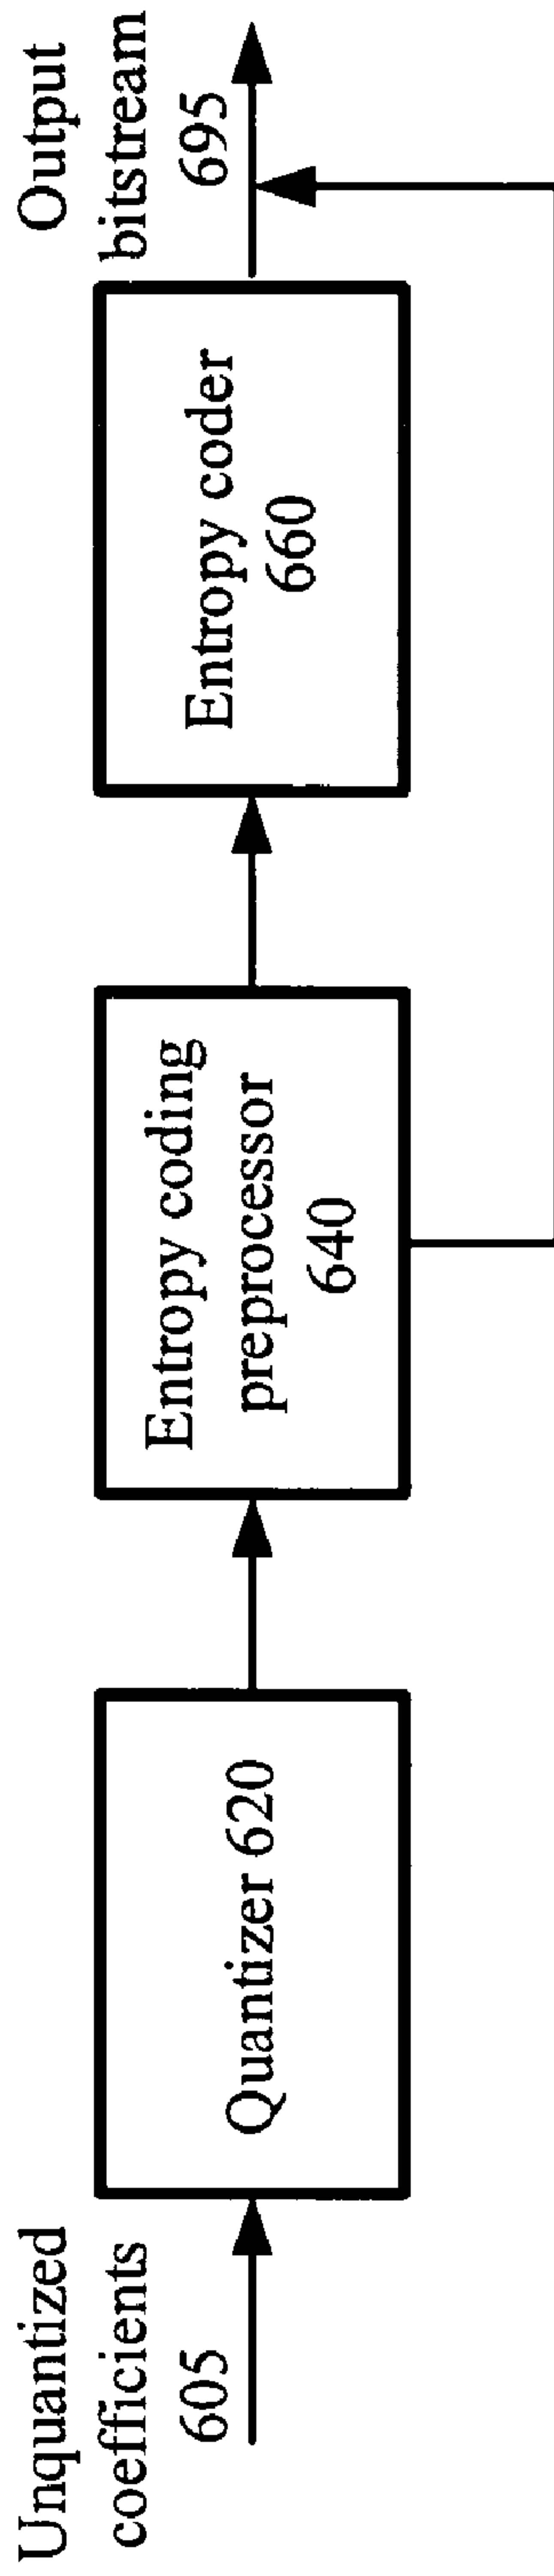 Unquantized
coefficients
605
Quantizer 620
Entropy coding
preprocessor
640
Entropy coder
660
Output
bitstream
695